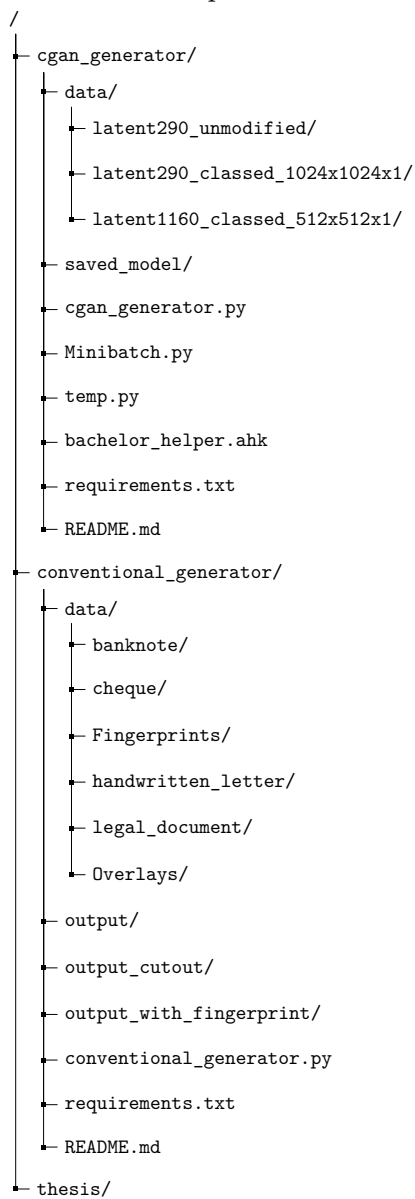 /
cgan_generator/
data/
latent290_unmodified/
latent290_classed_1024x1024x1/
latent1160_classed_512x512x1/
saved_model/
cgan_generator.py
Minibatch.py
temp.py
bachelor_helper.ahk
requirements.txt
README.md
conventional_generator/
data/
banknote/
cheque/
Fingerprints/
handwritten_letter/
legal_document/
Overlays/
output/
output_cutout/
output_with_fingerprint/
conventional_generator.py
requirements.txt
README.md
thesis/